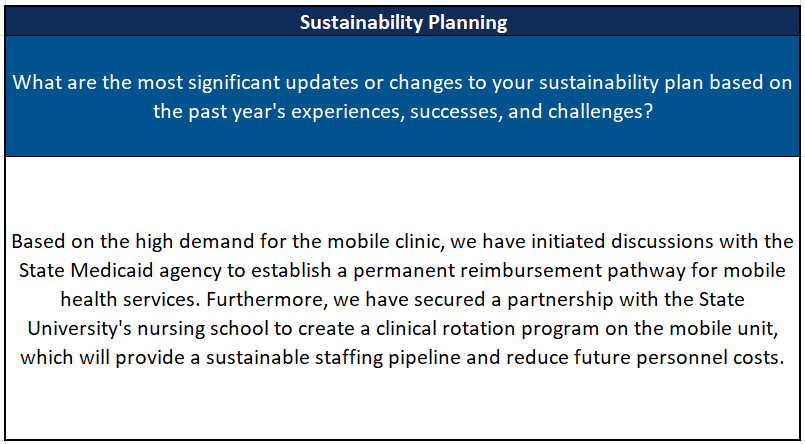 Sustainability Planning
What are the most significant updates or changes to your sustainability plan based on
the past year's experiences, successes, and challenges?
Based on the high demand for the mobile clinic, we have initiated discussions with the
State Medicaid agency to establish a permanent reimbursement pathway for mobile
health services. Furthermore, we have secured a partnership with the State
University's nursing school to create a clinical rotation program on the mobile unit,
which will provide a sustainable staffing pipeline and reduce future personnel costs.